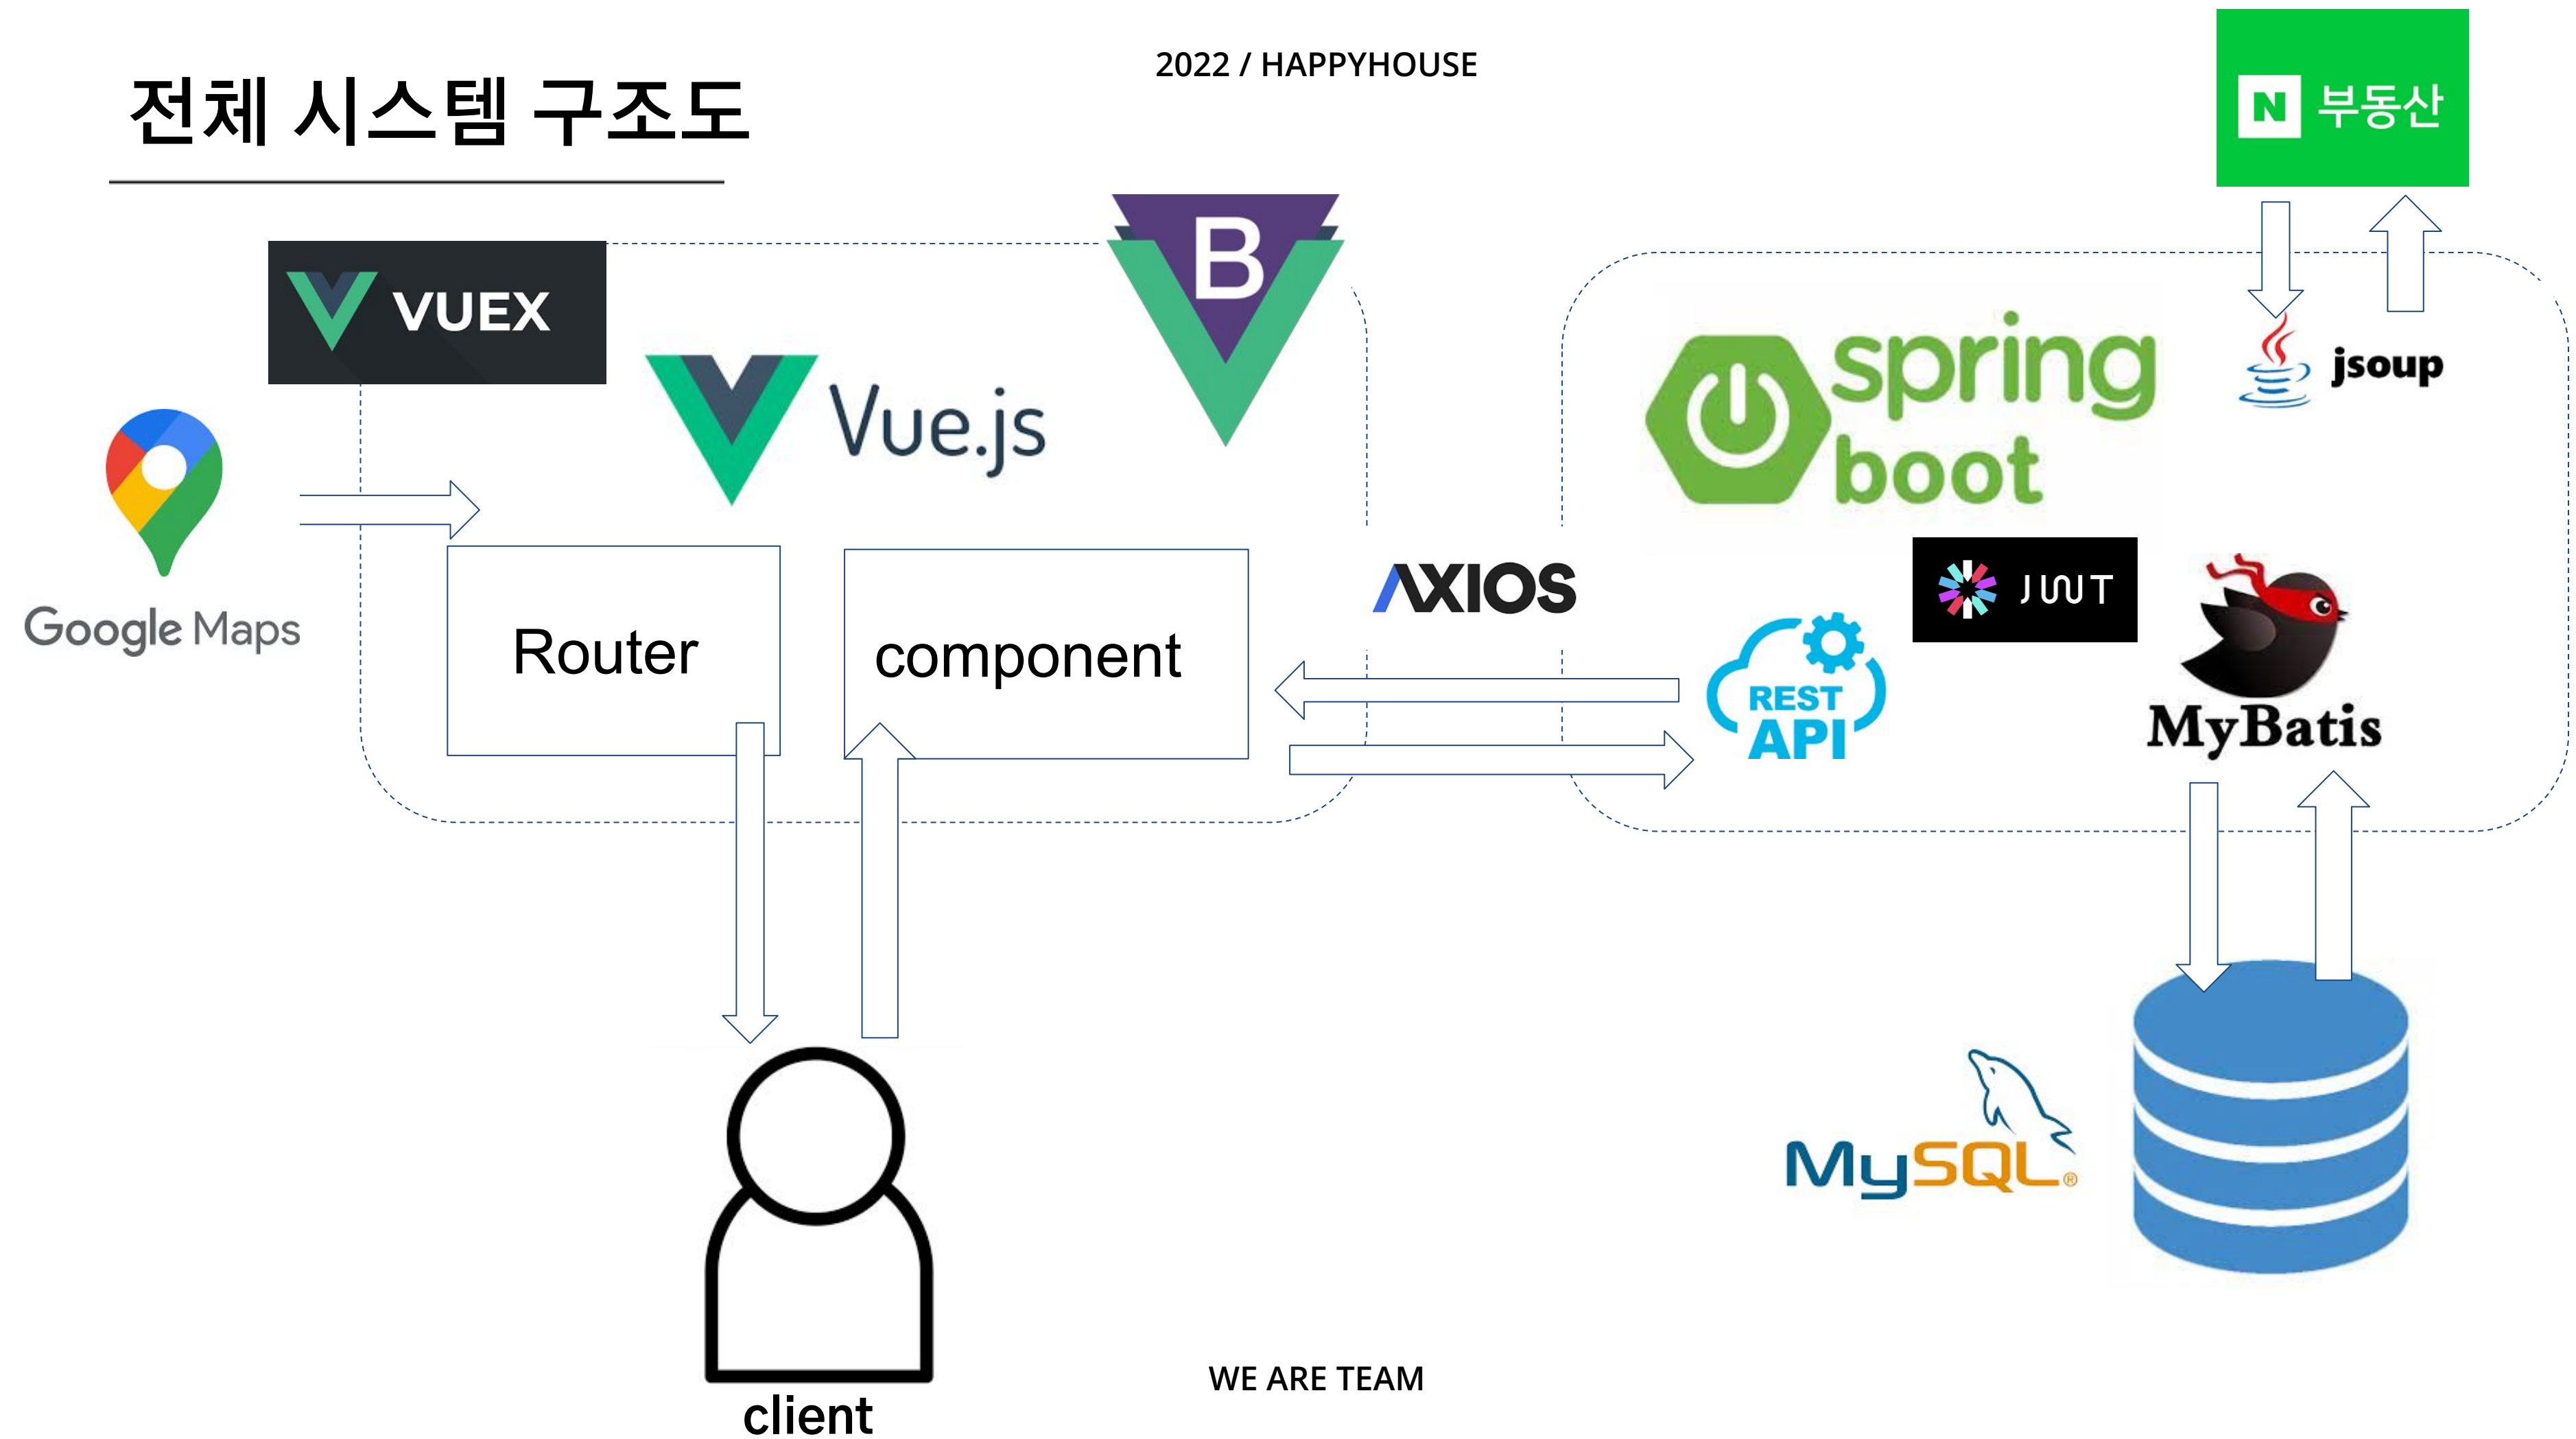 2022 / HAPPYHOUSE
전체 시스템 구조도
N 부동산
VUEX
B
Vue.js
spring
boot
jsoup
Google Maps
Router
component
AXIOS
REST
API
JWT
MyBatis
MySQL®
client
WE ARE TEAM